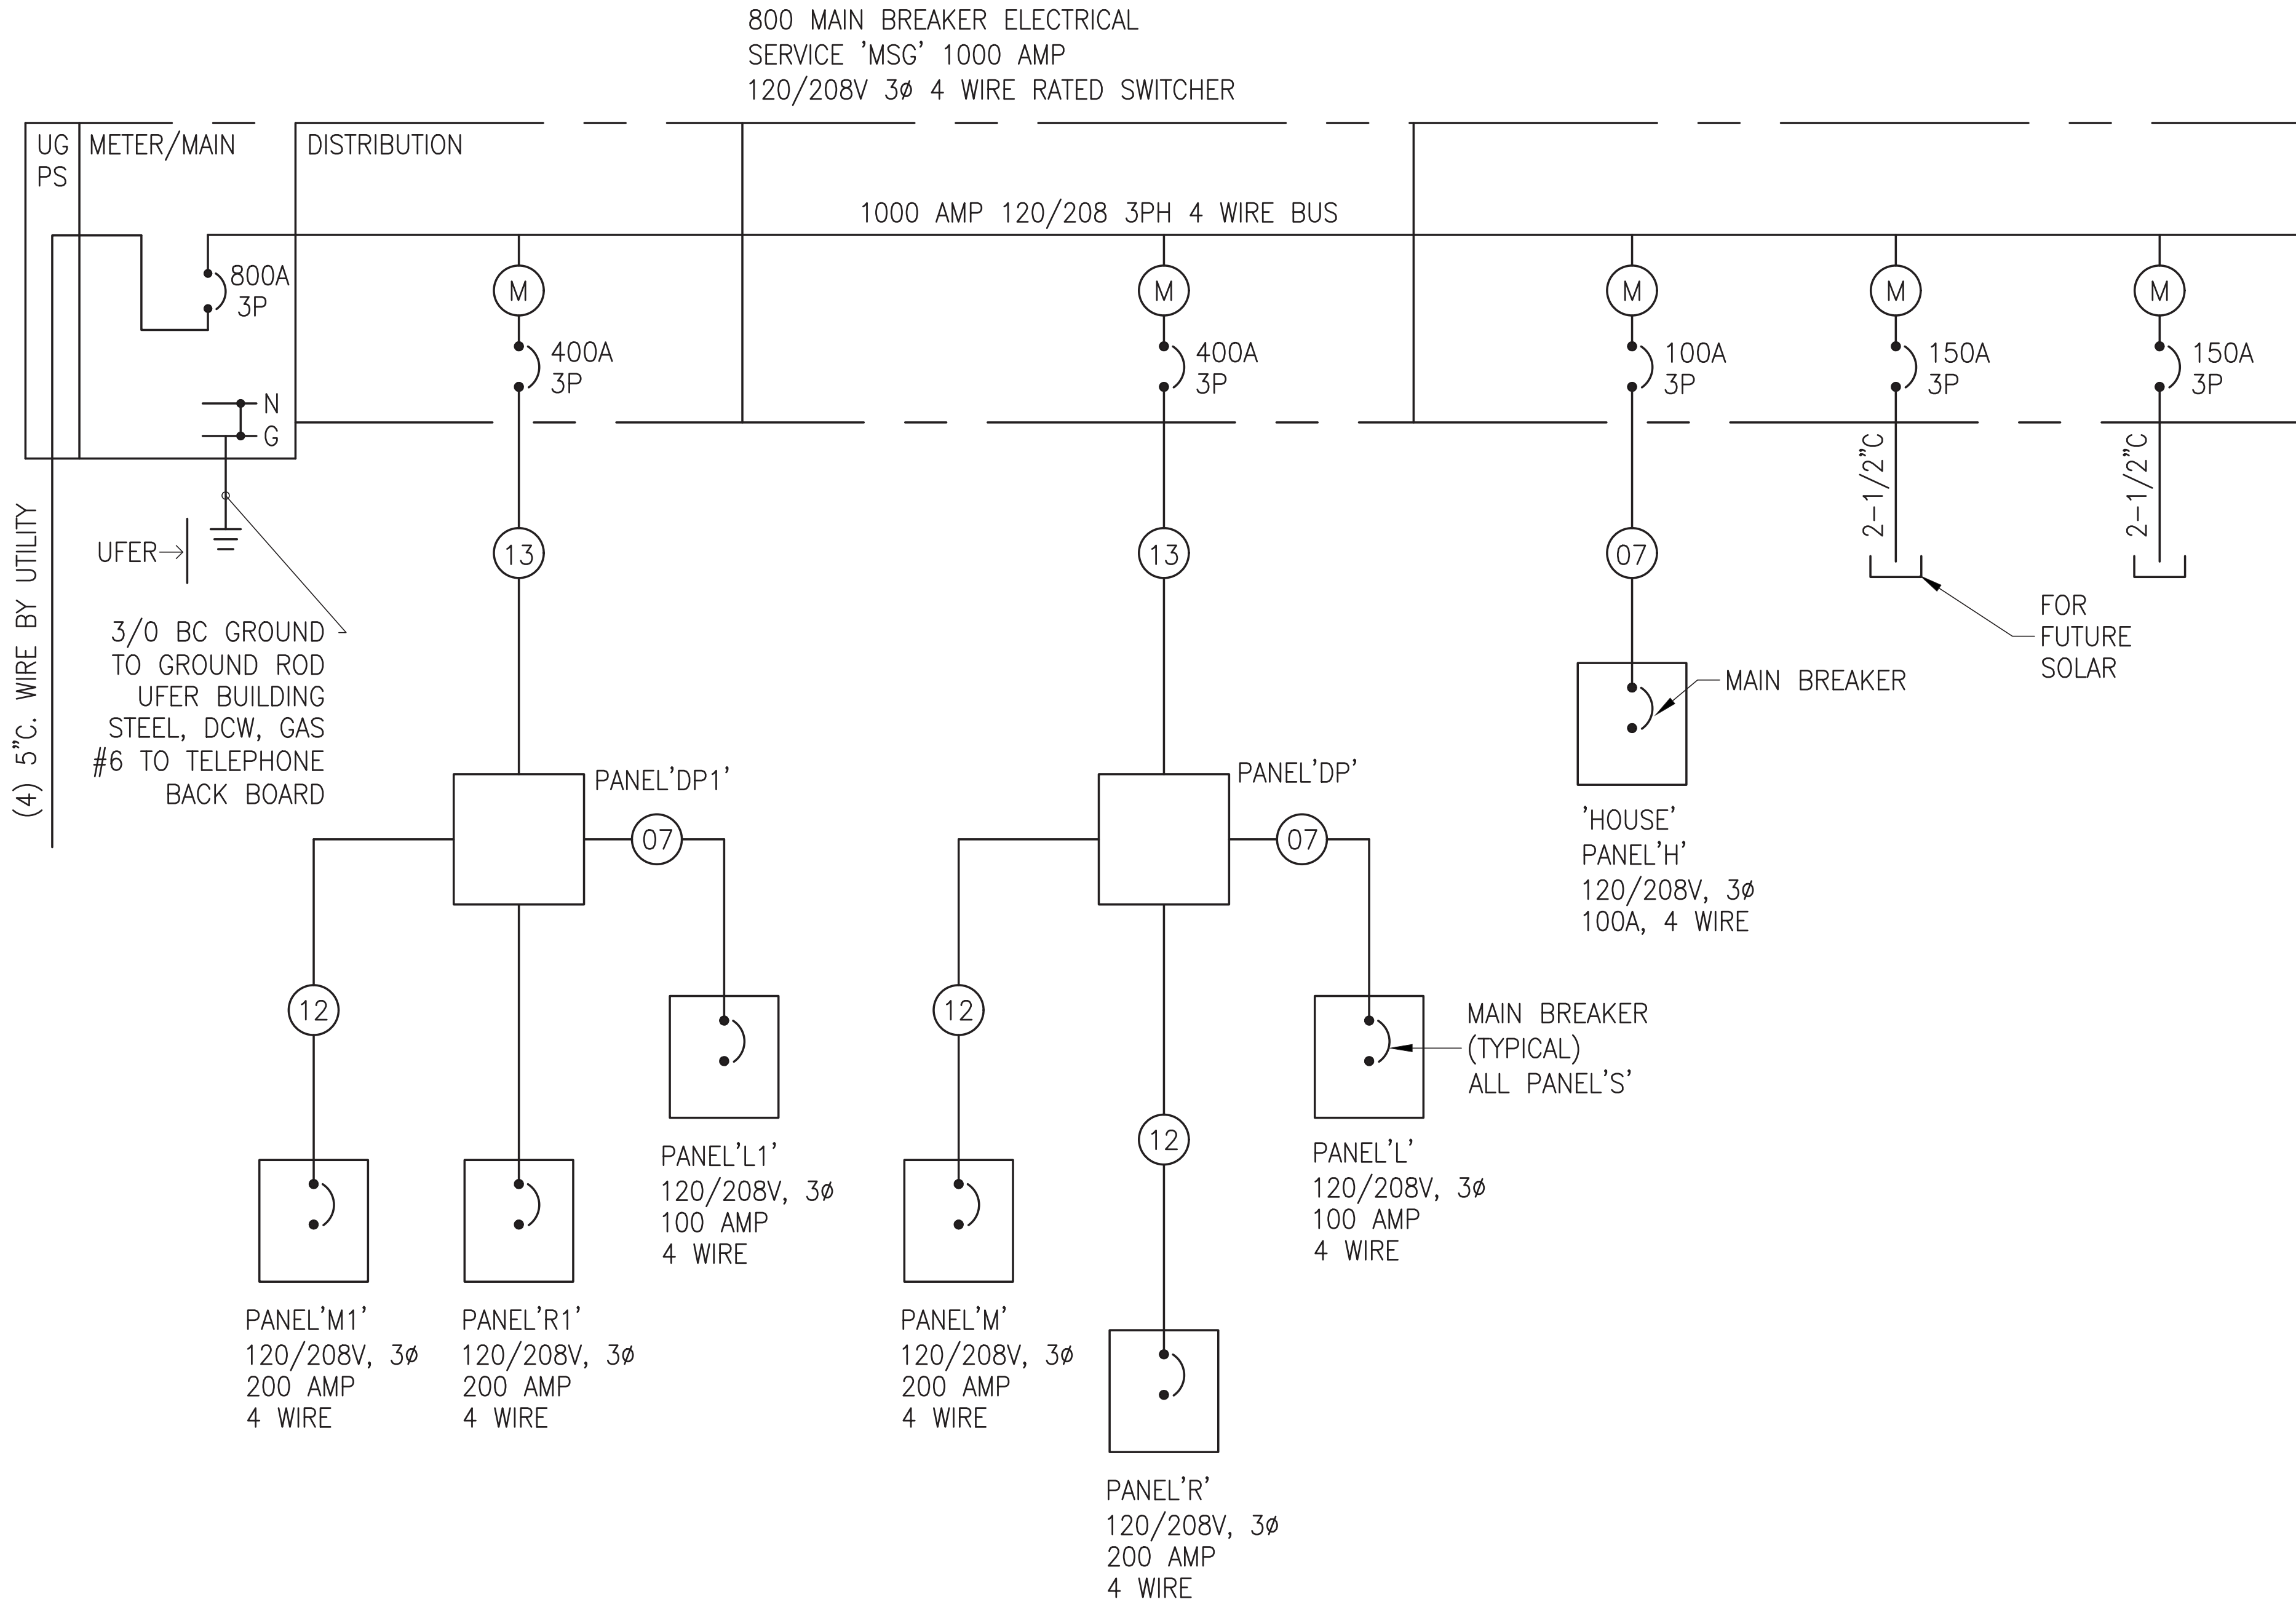 800 MAIN BREAKER ELECTRICAL
SERVICE 'MSG' 1000 AMP
120/208V 3ø 4 WIRE RATED SWITCHER
UG
PS
METER/MAIN
DISTRIBUTION
1000 AMP 120/208 3PH 4 WIRE BUS
800A
3P
M
400A
3P
M
400A
3P
M
100A
3P
M
150A
3P
M
150A
3P
N
G
2-1/2"C
2-1/2"C
(4) 5"C. WIRE BY UTILITY
UFER
13
13
07
3/0 BC GROUND
TO GROUND ROD
UFER BUILDING
STEEL, DCW, GAS
#6 TO TELEPHONE
BACK BOARD
FOR
FUTURE
SOLAR
MAIN BREAKER
PANEL'DP1'
PANEL'DP'
07
07
'HOUSE'
PANEL'H'
120/208V, 3ø
100A, 4 WIRE
12
12
12
MAIN BREAKER
(TYPICAL)
ALL PANEL'S'
PANEL'L1'
120/208V, 3ø
100 AMP
4 WIRE
PANEL'L'
120/208V, 3ø
100 AMP
4 WIRE
PANEL'M1'
120/208V, 3ø
200 AMP
4 WIRE
PANEL'R1'
120/208V, 3ø
200 AMP
4 WIRE
PANEL'M'
120/208V, 3ø
200 AMP
4 WIRE
PANEL'R'
120/208V, 3ø
200 AMP
4 WIRE